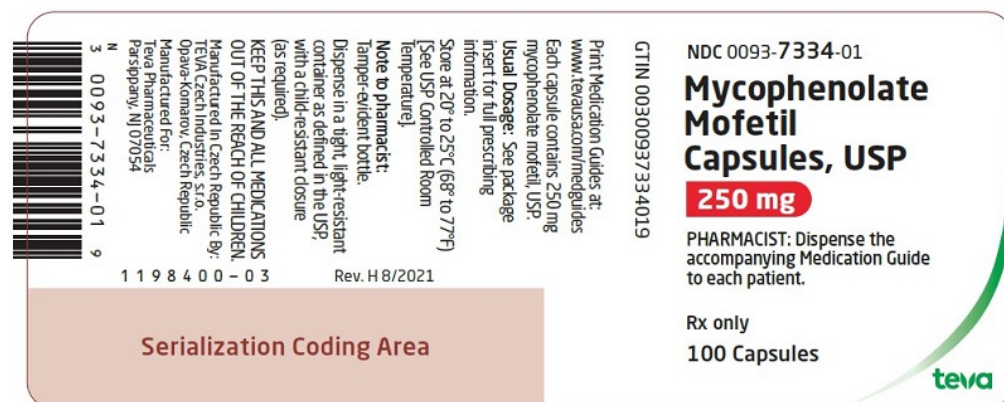 NDC 0093-7334-01
Mycophenolate
Mofetil
Capsules, USP
250 mg
PHARMACIST: Dispense the
accompanying Medication Guide
to each patient.
Rx only
100 Capsules
teva
GTIN 00300937334019
Print Medication Guides at:
www.tevausa.com/medguides
Each capsule contains 250 mg
mycophenolate mofetil, USP.
Usual Dosage: See package
insert for full prescribing
information.
Store at 20° to 25°C (68° to 77°F)
[See USP Controlled Room
Temperature].
Note to pharmacist:
Tamper-evident bottle.
Dispense in a tight, light-resistant
container as defined in the USP,
with a child-resistant closure
(as required).
KEEP THIS AND ALL MEDICATIONS
OUT OF THE REACH OF CHILDREN.
Manufactured In Czech Republic By:
TEVA Czech Industries, s.r.o.
Opava-Komarov, Czech Republic
Manufactured For:
Teva Pharmaceuticals
Parsippany, NJ 07054
N
3 0093-7334-01 9
1198400-03
Rev. H 8/2021
Serialization Coding Area